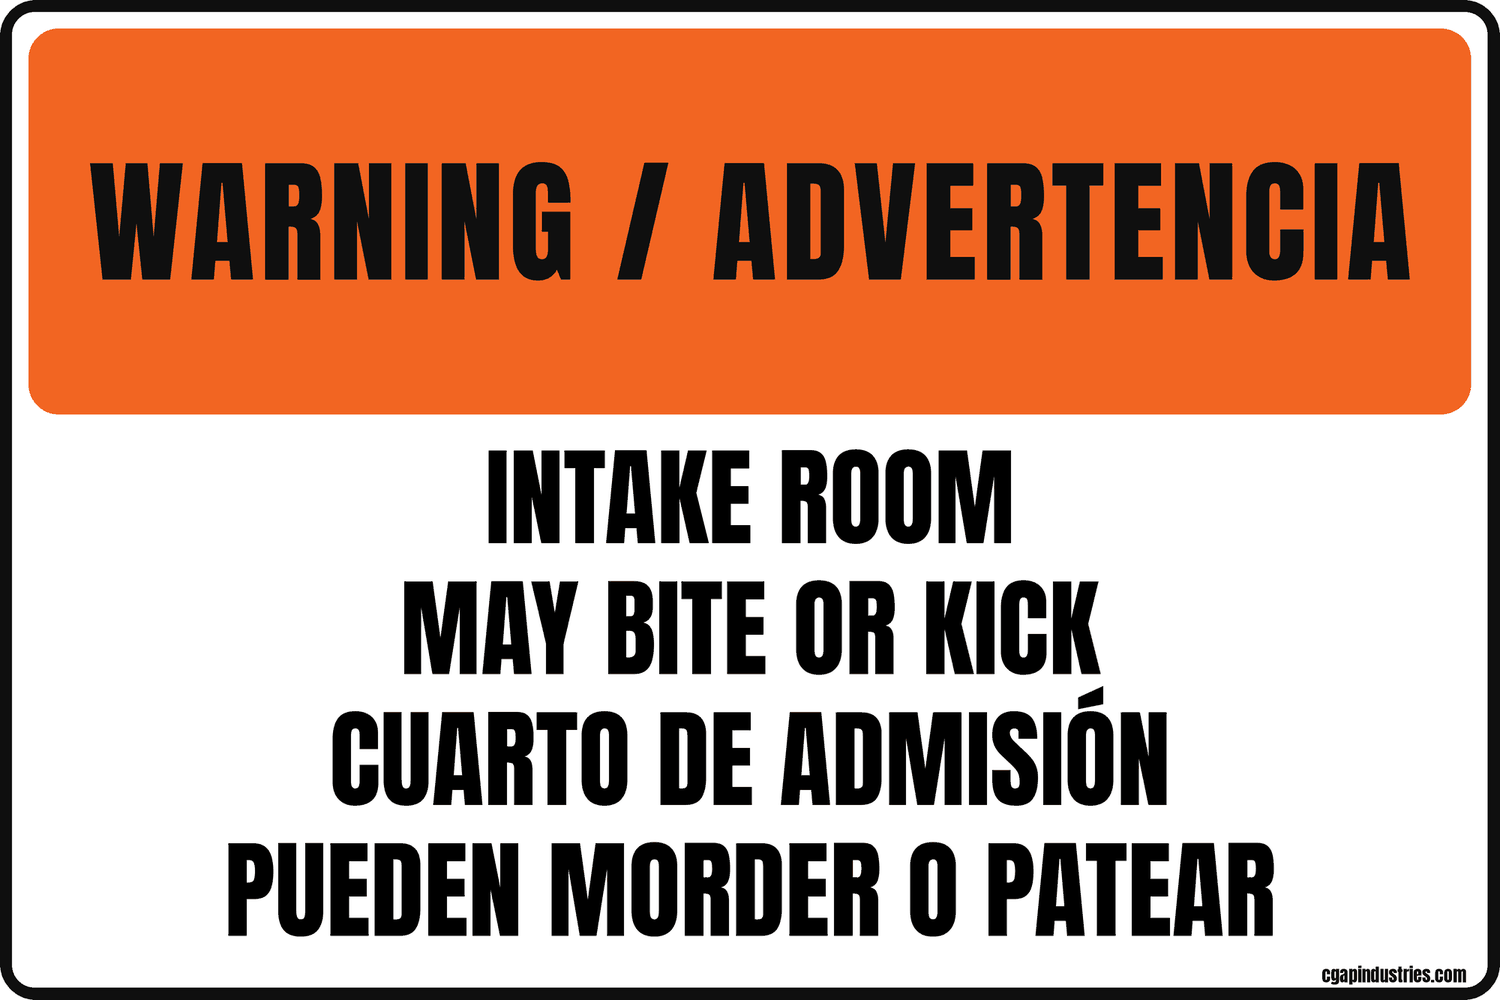 WARNING / ADVERTENCIA
INTAKE ROOM
MAY BITE OR KICK
CUARTO DE ADMISIÓN
PUEDEN MORDER O PATEAR
cgapindustries.com